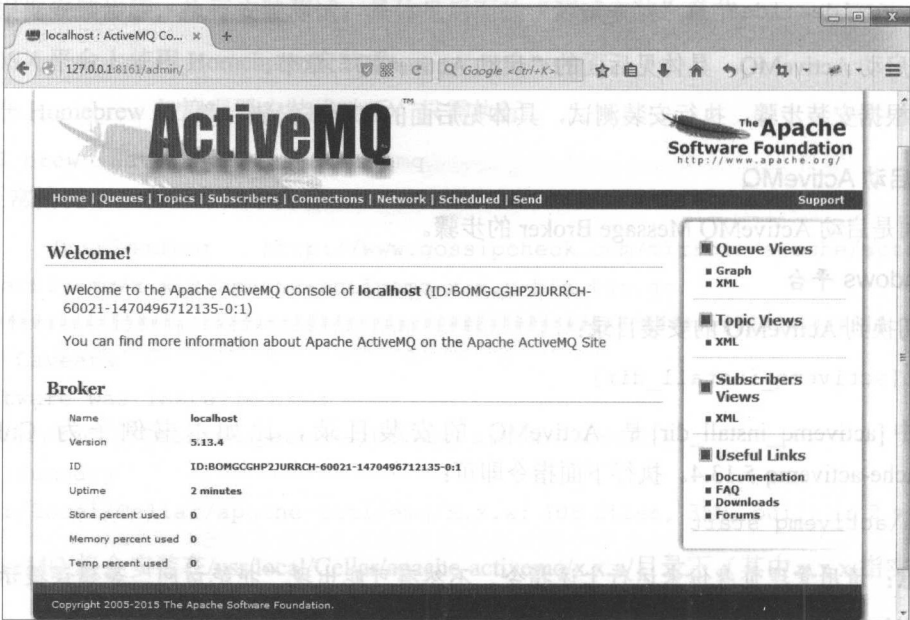 localhost : ActiveMQ Co... × +
127.0.0.1:8161/admin/
Google <Ctrl+K>
ActiveMQ™
The Apache
Software Foundation
http://www.apache.org/
Home | Queues | Topics | Subscribers | Connections | Network | Scheduled | Send
Support
Welcome!
Welcome to the Apache ActiveMQ Console of localhost (ID:BOMGCGHP2JURRCH-
60021-1470496712135-0:1)
You can find more information about Apache ActiveMQ on the Apache ActiveMQ Site
Broker
Name localhost
Version 5.13.4
ID ID:BOMGCGHP2JURRCH-60021-1470496712135-0:1
Uptime 2 minutes
Store percent used 0
Memory percent used 0
Temp percent used 0
Queue Views
Graph
XML
Topic Views
XML
Subscribers
Views
XML
Useful Links
Documentation
FAQ
Downloads
Forums
Copyright 2005-2015 The Apache Software Foundation.